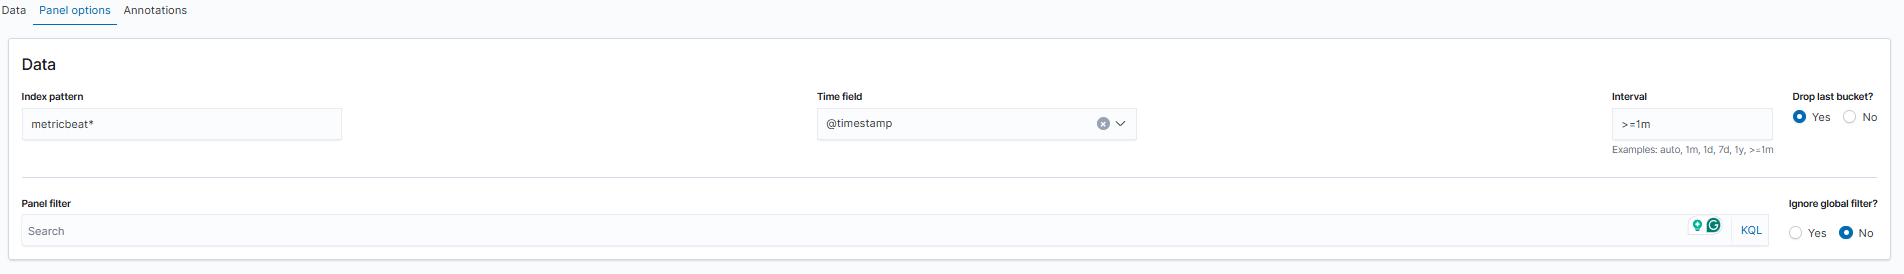 Data Panel options Annotations
Data
Index pattern Time field Interval Drop last bucket?
metricbeat* @timestamp >=1m Yes No
Examples: auto, 1m, 1d, 7d, 1y, >=1m
Panel filter Ignore global filter?
Search KQL Yes No